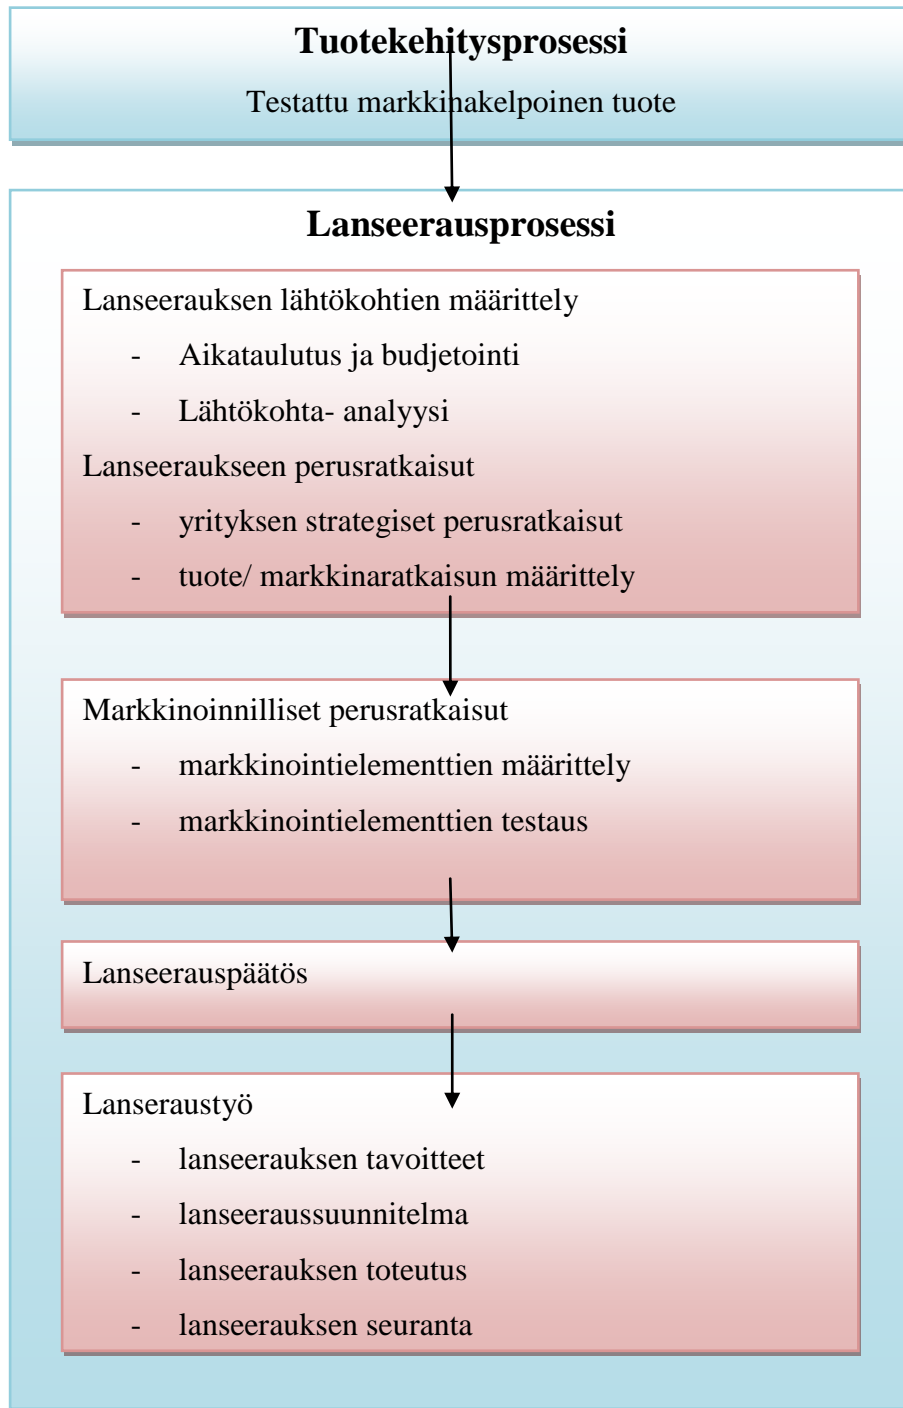 Tuotekehitysprosessi
Testattu markkinakelpoinen tuote
Lanseerausprosessi
Lanseerauksen lähtökohtien määrittely
- Aikataulutus ja budjetointi
- Lähtökohta- analyysi
Lanseeraukseen perusratkaisut
- yrityksen strategiset perusratkaisut
- tuote/ markkinaratkaisun määrittely
Markkinoinnilliset perusratkaisut
- markkinointielementtien määrittely
- markkinointielementtien testaus
Lanseerauspäätös
Lanseraustyö
- lanseerauksen tavoitteet
- lanseeraussuunnitelma
- lanseerauksen toteutus
- lanseerauksen seuranta